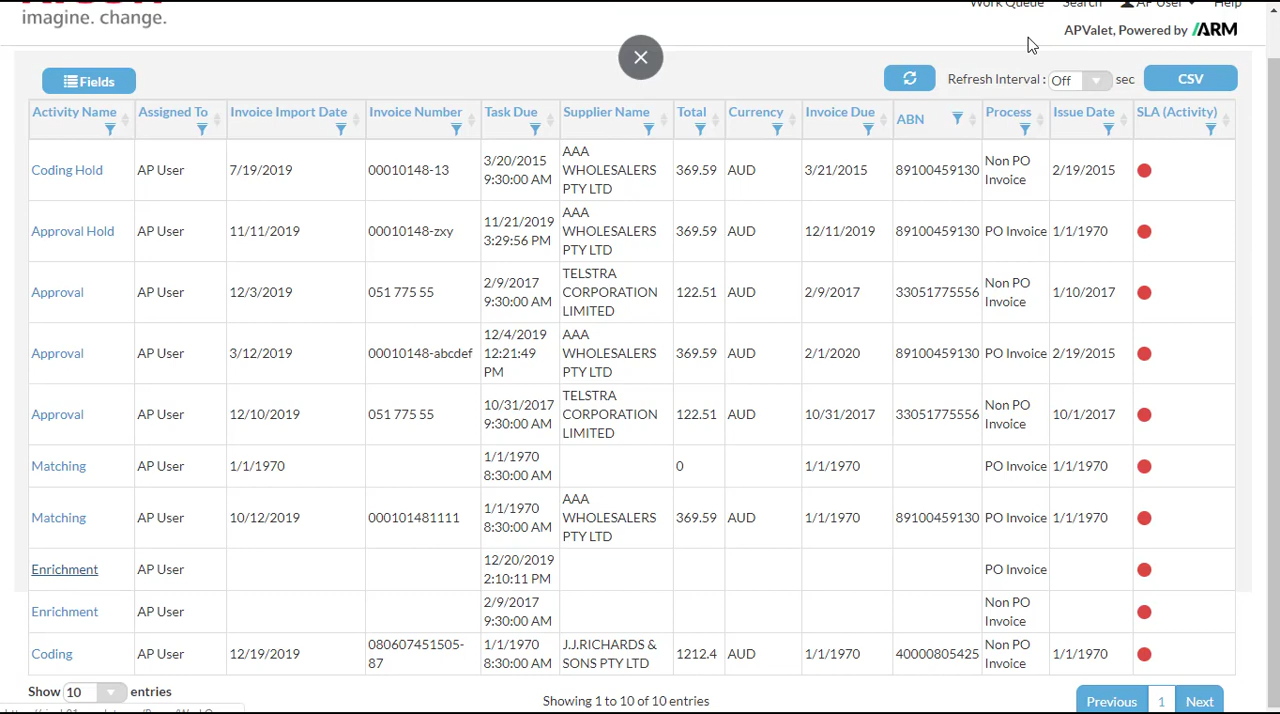 Work Queue Search AP User Help
imagine. change.
APValet, Powered by ARM
Fields Refresh Interval : Off sec CSV
Activity Name Assigned To Invoice Import Date Invoice Number Task Due Supplier Name Total Currency Invoice Due ABN Process Issue Date SLA (Activity)
Coding Hold AP User 7/19/2019 00010148-13 3/20/2015 9:30:00 AM AAA WHOLESALERS PTY LTD 369.59 AUD 3/21/2015 89100459130 Non PO Invoice 2/19/2015
Approval Hold AP User 11/11/2019 00010148-zxy 11/21/2019 3:29:56 PM AAA WHOLESALERS PTY LTD 369.59 AUD 12/11/2019 89100459130 PO Invoice 1/1/1970
Approval AP User 12/3/2019 051 775 55 2/9/2017 9:30:00 AM TELSTRA CORPORATION LIMITED 122.51 AUD 2/9/2017 33051775556 Non PO Invoice 1/10/2017
Approval AP User 3/12/2019 00010148-abcdef 12/4/2019 12:21:49 PM AAA WHOLESALERS PTY LTD 369.59 AUD 2/1/2020 89100459130 PO Invoice 2/19/2015
Approval AP User 12/10/2019 051 775 55 10/31/2017 9:30:00 AM TELSTRA CORPORATION LIMITED 122.51 AUD 10/31/2017 33051775556 Non PO Invoice 10/1/2017
Matching AP User 1/1/1970 1/1/1970 8:30:00 AM 0 1/1/1970 PO Invoice 1/1/1970
Matching AP User 10/12/2019 000101481111 1/1/1970 8:30:00 AM AAA WHOLESALERS PTY LTD 369.59 AUD 1/1/1970 89100459130 PO Invoice 1/1/1970
Enrichment AP User 12/20/2019 2:10:11 PM PO Invoice
Enrichment AP User 2/9/2017 9:30:00 AM Non PO Invoice
Coding AP User 12/19/2019 080607451505-87 1/1/1970 8:30:00 AM J.J.RICHARDS & SONS PTY LTD 1212.4 AUD 1/1/1970 40000805425 Non PO Invoice 1/1/1970
Show 10 entries Showing 1 to 10 of 10 entries Previous 1 Next